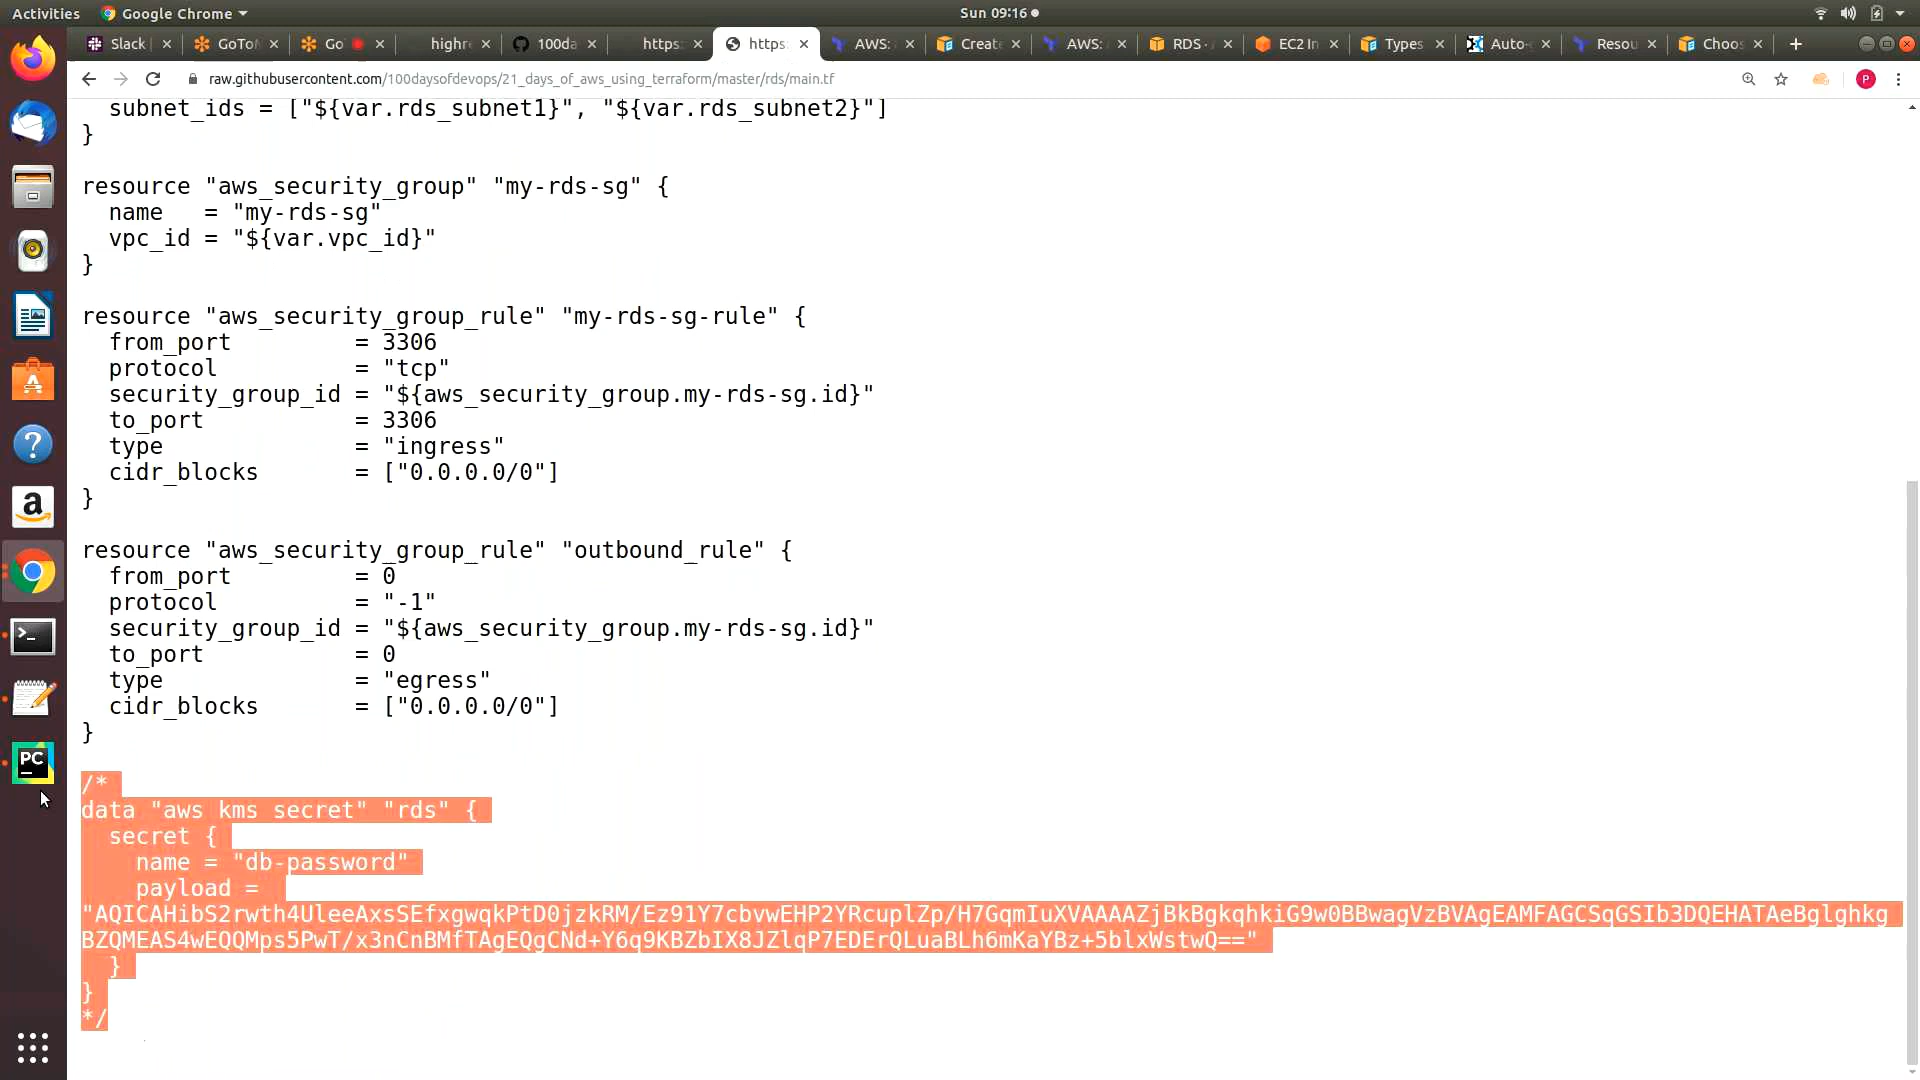 Activities Google Chrome Sun 09:16
Slack GoToM Go highre 100da https: https: AWS: Create AWS: RDS · EC2 In Types Auto- Resou Choos
raw.githubusercontent.com/100daysofdevops/21_days_of_aws_using_terraform/master/rds/main.tf P
subnet_ids = ["${var.rds_subnet1}", "${var.rds_subnet2}"]
}
resource "aws_security_group" "my-rds-sg" {
name = "my-rds-sg"
vpc_id = "${var.vpc_id}"
}
resource "aws_security_group_rule" "my-rds-sg-rule" {
from_port = 3306
protocol = "tcp"
security_group_id = "${aws_security_group.my-rds-sg.id}"
to_port = 3306
type = "ingress"
cidr_blocks = ["0.0.0.0/0"]
}
resource "aws_security_group_rule" "outbound_rule" {
from_port = 0
protocol = "-1"
security_group_id = "${aws_security_group.my-rds-sg.id}"
to_port = 0
type = "egress"
cidr_blocks = ["0.0.0.0/0"]
}
/*
data "aws_kms_secret" "rds" {
secret {
name = "db-password"
payload =
"AQICAHibS2rwth4UleeAxsSEfxgwqkPtD0jzkRM/Ez91Y7cbvwEHP2YRcuplZp/H7GqmIuXVAAAAZjBkBgkqhkiG9w0BBwagVzBVAgEAMFAGCSqGSIb3DQEHATAeBglghkg
BZQMEAS4wEQQMps5PwT/x3nCnBMfTAgEQgCNd+Y6q9KBZbIX8JZlqP7EDErQLuaBLh6mKaYBz+5blxWstwQ=="
}
}
*/
PC